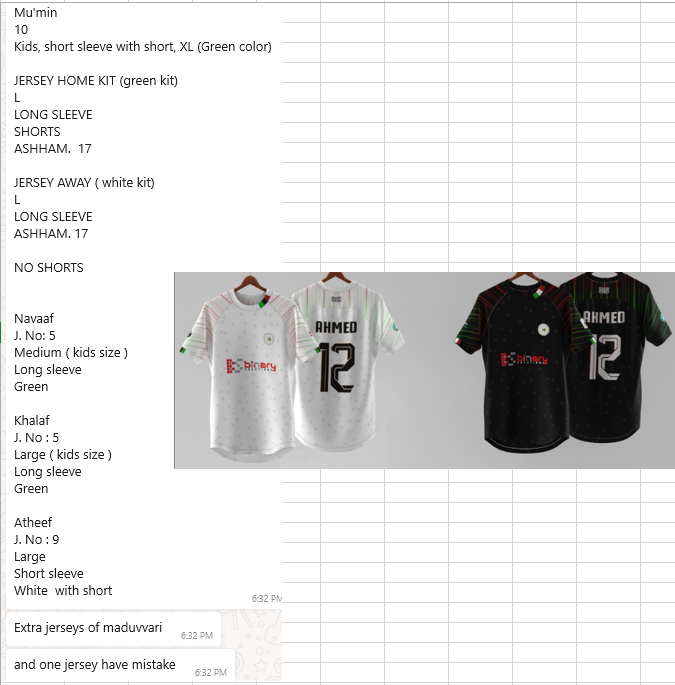 Mu'min
10
Kids, short sleeve with short, XL (Green color)
JERSEY HOME KIT (green kit)
L
LONG SLEEVE
SHORTS
ASHHAM.  17
JERSEY AWAY ( white kit)
L
LONG SLEEVE
ASHHAM. 17
NO SHORTS
Navaaf
J. No: 5
Medium ( kids size )
Long sleeve
Green
Khalaf
J. No : 5
Large ( kids size )
Long sleeve
Green
Atheef
J. No : 9
Large
Short sleeve
White  with short
6:32 PM
Extra jerseys of maduvvari
6:32 PM
and one jersey have mistake
6:32 PM
binary
AHMED
12
binary
AHMED
12